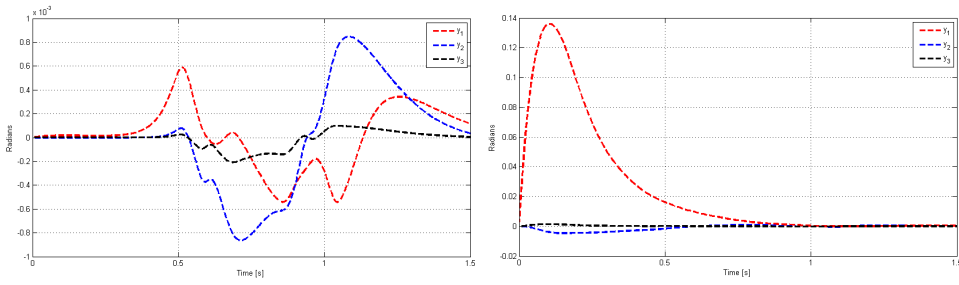 x 10⁻³
1
0.8
0.6
0.4
0.2
0
-0.2
-0.4
-0.6
-0.8
-1
Radians
0
0.5
1
1.5
Time [s]
y₁
y₂
y₃
0.14
0.12
0.1
0.08
0.06
0.04
0.02
0
-0.02
Radians
0
0.5
1
1.5
Time [s]
y₁
y₂
y₃